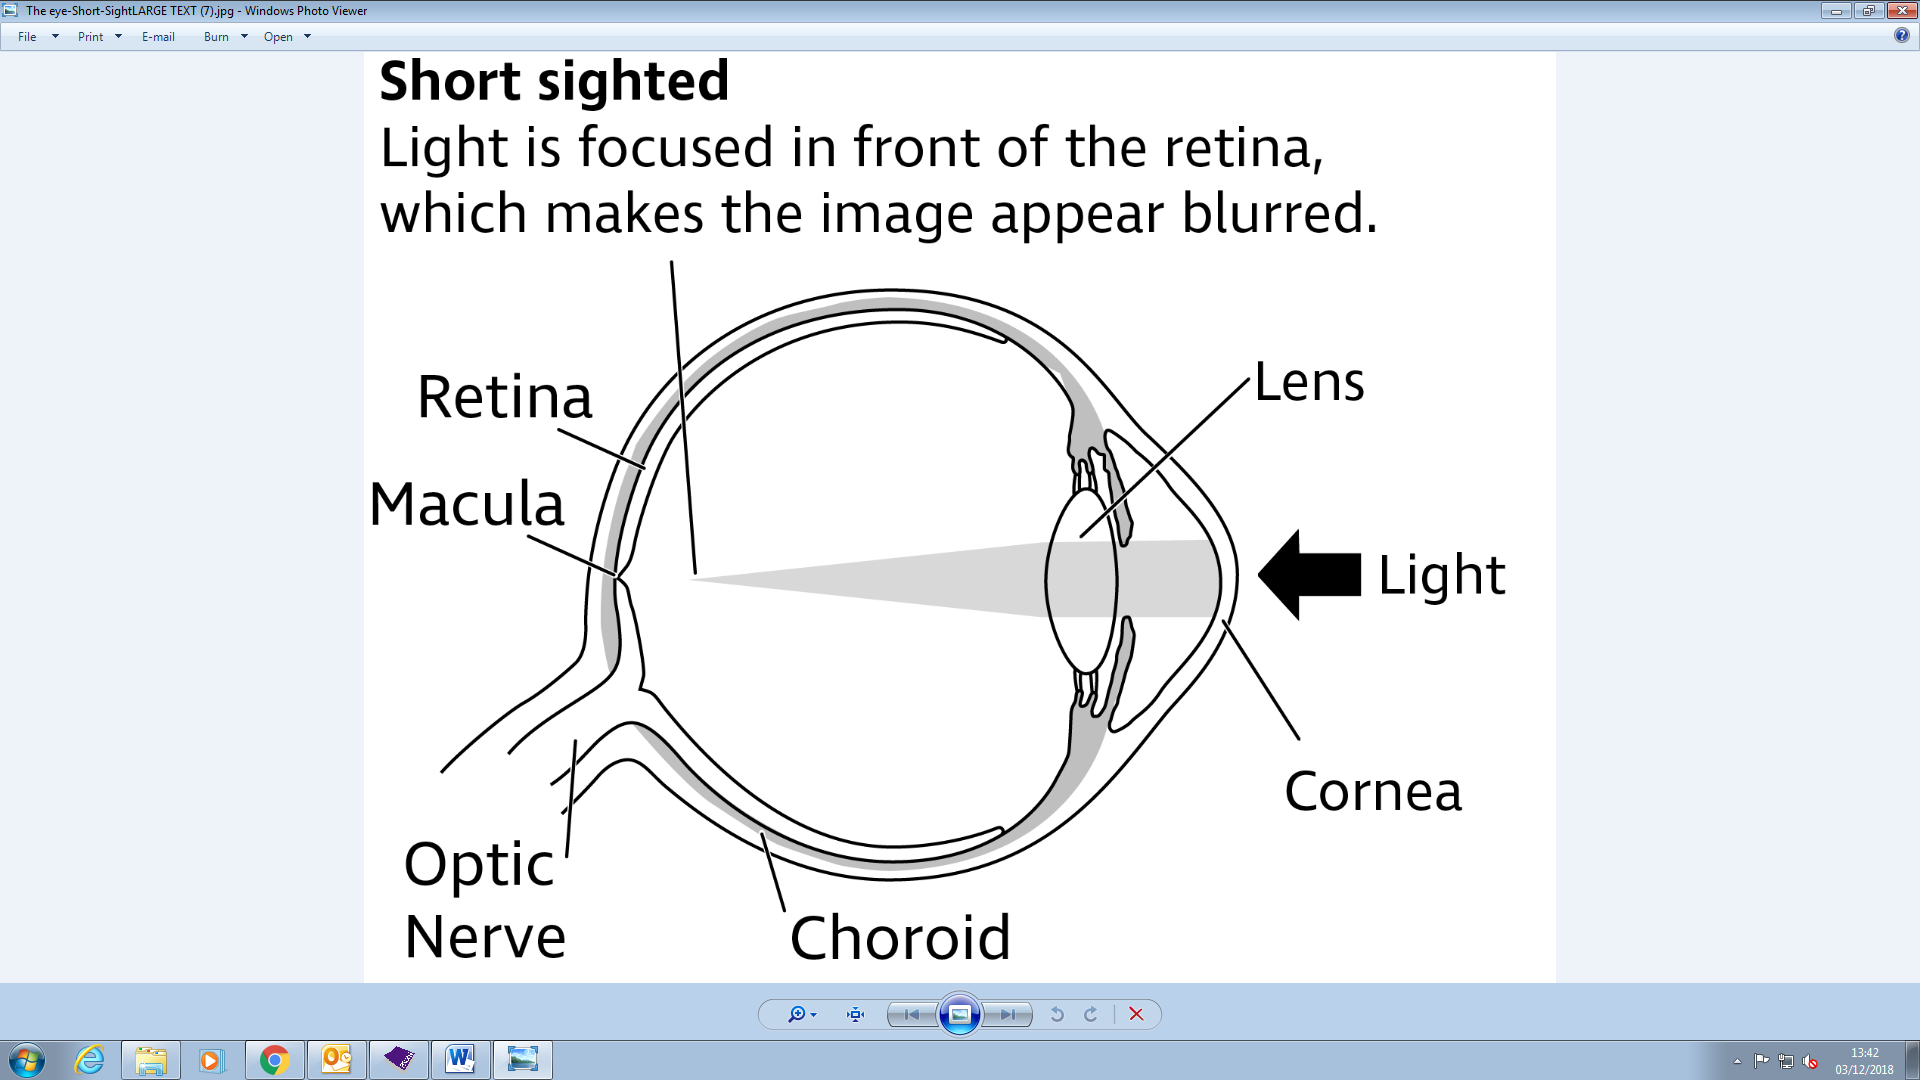 The eye-Short-SightLARGE TEXT (7).jpg - Windows Photo Viewer
File Print E-mail Burn Open
Short sighted
Light is focused in front of the retina,
which makes the image appear blurred.
Retina
Lens
Macula
Light
Cornea
Optic
Nerve
Choroid
13:42
03/12/2018